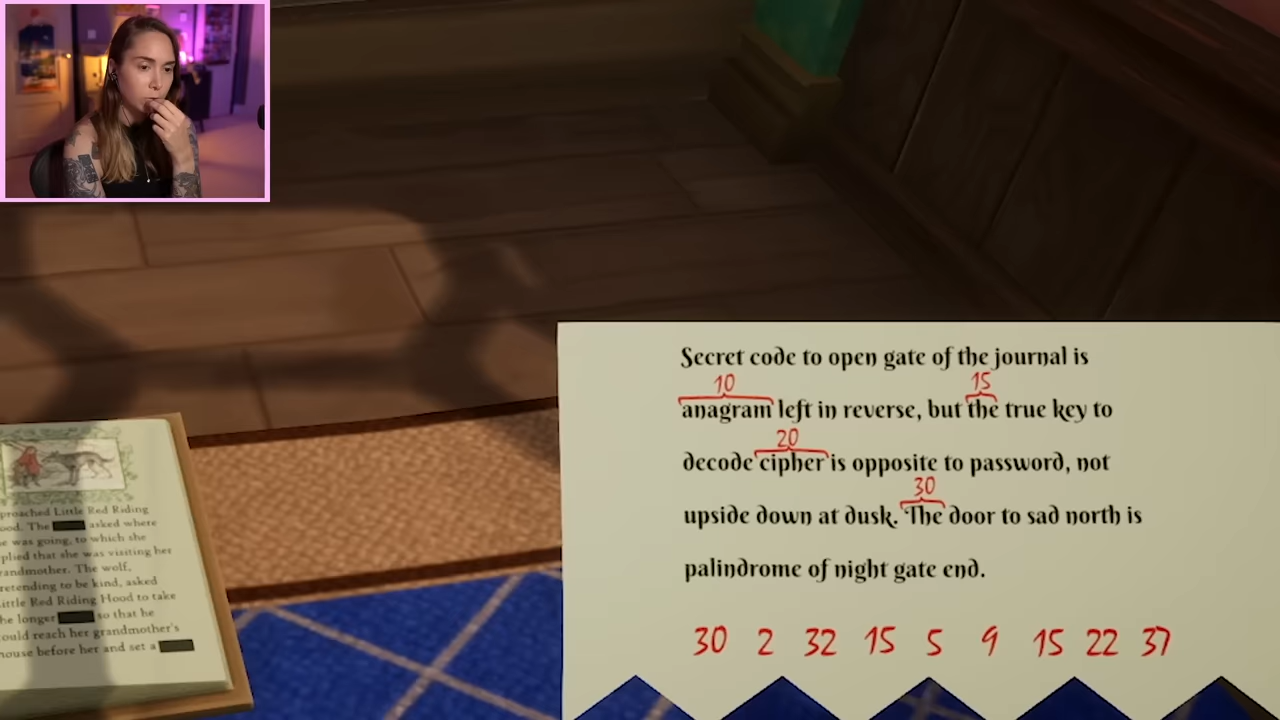 proached Little Red Riding
ood. The asked where
e was going, to which she
plied that she was visiting her
randmother. The wolf,
retending to be kind, asked
ittle Red Riding Hood to take
he longer so that he
ould reach her grandmother's
house before her and set a
Secret code to open gate of the journal is
10 15
anagram left in reverse, but the true key to
20
decode cipher is opposite to password, not
30
upside down at dusk. The door to sad north is
palindrome of night gate end.
30 2 32 15 5 9 15 22 37